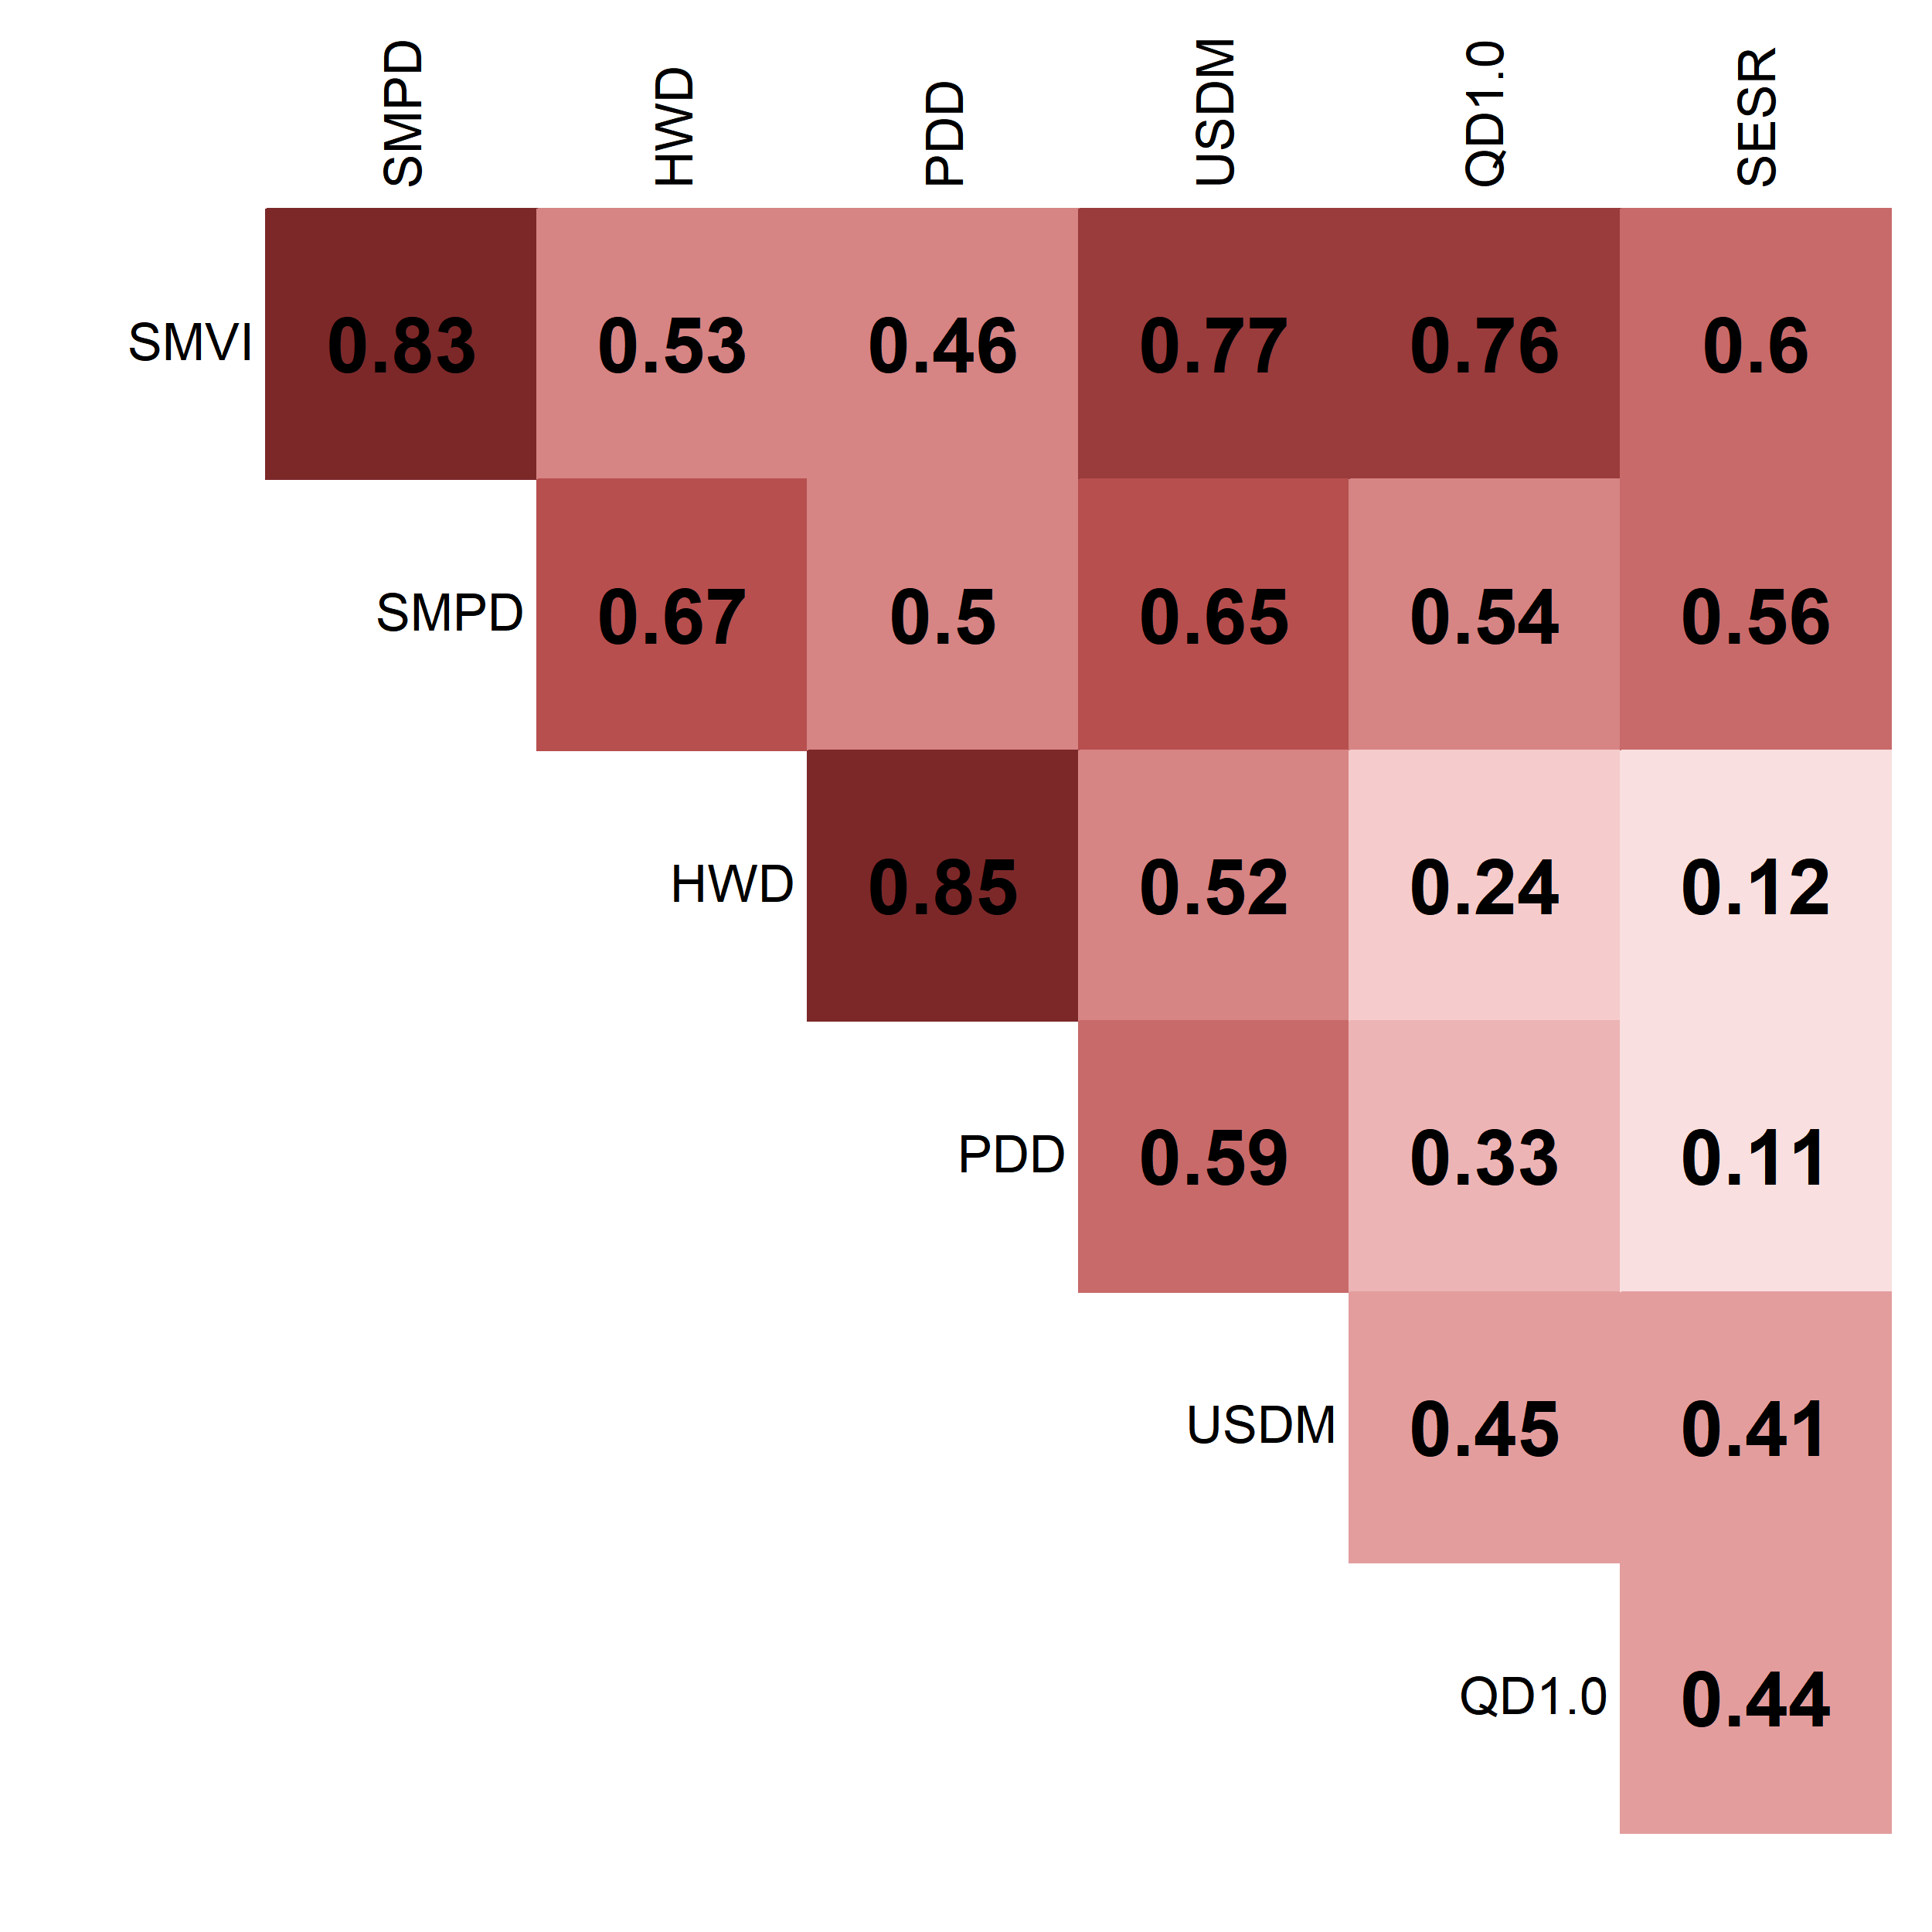 SMPD HWD PDD USDM QD1.0 SESR
SMVI 0.83 0.53 0.46 0.77 0.76 0.6
SMPD 0.67 0.5 0.65 0.54 0.56
HWD 0.85 0.52 0.24 0.12
PDD 0.59 0.33 0.11
USDM 0.45 0.41
QD1.0 0.44